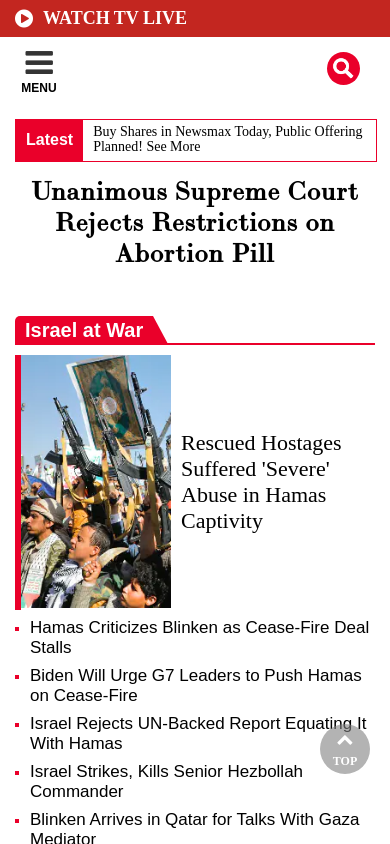 WATCH TV LIVE
MENU
Latest
Buy Shares in Newsmax Today, Public Offering
Planned! See More
Unanimous Supreme Court
Rejects Restrictions on
Abortion Pill
Israel at War
Rescued Hostages
Suffered 'Severe'
Abuse in Hamas
Captivity
Hamas Criticizes Blinken as Cease-Fire Deal
Stalls
Biden Will Urge G7 Leaders to Push Hamas
on Cease-Fire
Israel Rejects UN-Backed Report Equating It
With Hamas
Israel Strikes, Kills Senior Hezbollah
Commander
TOP
Blinken Arrives in Qatar for Talks With Gaza
Mediator